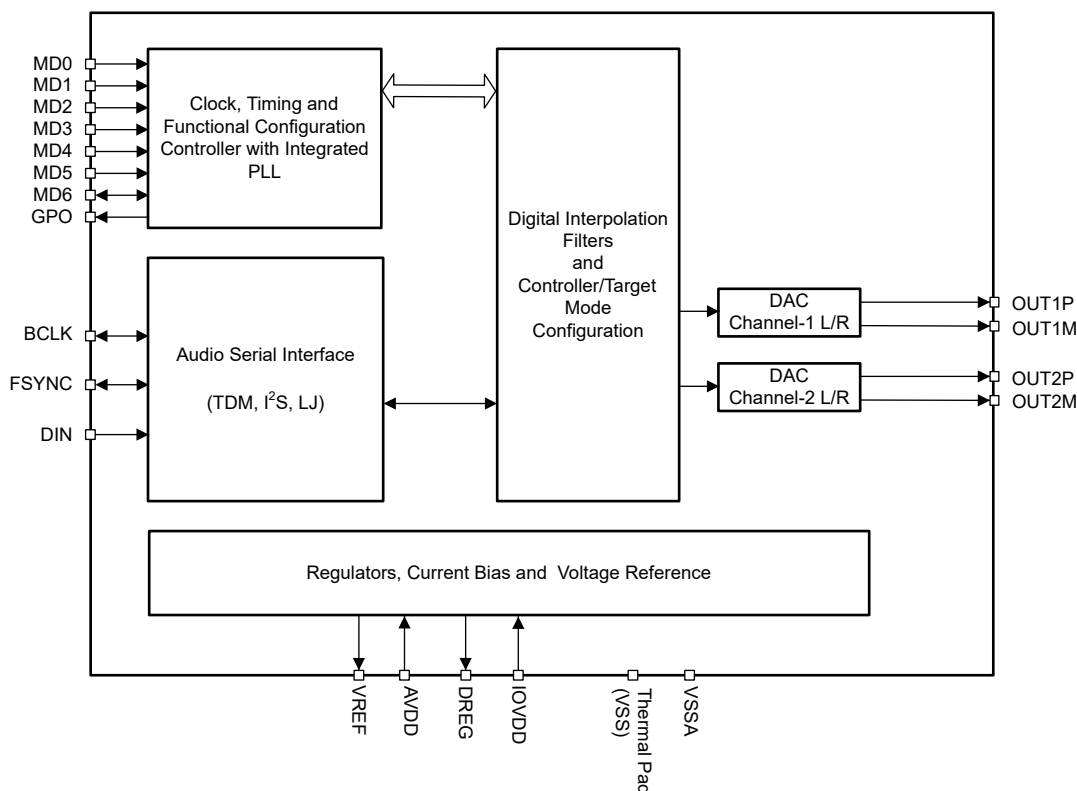 MD0
MD1
MD2
MD3
MD4
MD5
MD6
GPO
Clock, Timing and
Functional Configuration
Controller with Integrated
PLL
BCLK
FSYNC
DIN
Audio Serial Interface
(TDM, I²S, LJ)
Digital Interpolation
Filters
and
Controller/Target
Mode
Configuration
DAC
Channel-1 L/R
DAC
Channel-2 L/R
OUT1P
OUT1M
OUT2P
OUT2M
Regulators, Current Bias and Voltage Reference
VREF
AVDD
DREG
IOVDD
Thermal Pad
(VSS)
VSSA